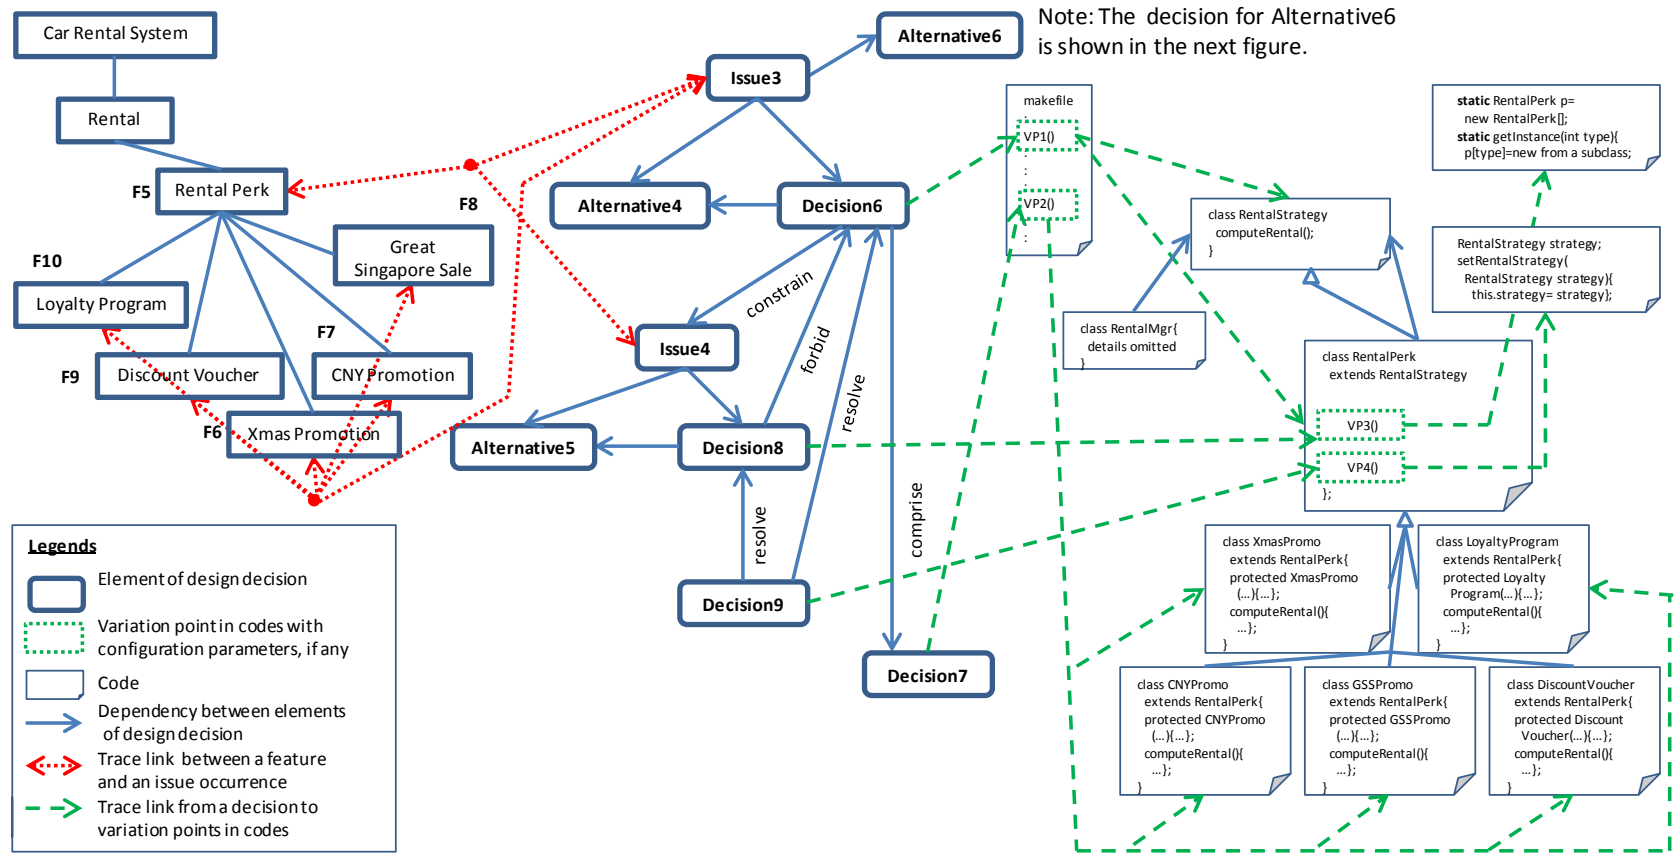 Car Rental System
Rental
F5
Rental Perk
F8
Great
Singapore Sale
F10
Loyalty Program
F7
F9
Discount Voucher
CNY Promotion
F6
Xmas Promotion
Issue3
Alternative6
Note: The decision for Alternative6
is shown in the next figure.
Alternative4
Decision6
constrain
Issue4
forbid
resolve
Alternative5
Decision8
resolve
comprise
Decision9
Decision7
makefile
:
VP1()
:
:
:
VP2()
:
:
class RentalStrategy
computeRental();
}
static RentalPerk p=
new RentalPerk[];
static getInstance(int type){
p[type]=new from a subclass;
RentalStrategy strategy;
setRentalStrategy(
RentalStrategy strategy){
this.strategy= strategy};
class RentalMgr{
details omitted
}
class RentalPerk
extends RentalStrategy
VP3()
VP4()
};
class XmasPromo
extends RentalPerk{
protected XmasPromo
(...){...};
computeRental(){
...};
}
class LoyaltyProgram
extends RentalPerk{
protected Loyalty
Program(...){...};
computeRental(){
...};
}
class CNYPromo
extends RentalPerk{
protected CNYPromo
(...){...};
computeRental(){
...};
}
class GSSPromo
extends RentalPerk{
protected GSSPromo
(...){...};
computeRental(){
...};
}
class DiscountVoucher
extends RentalPerk{
protected Discount
Voucher(...){...};
computeRental(){
...};
}
Legends
Element of design decision
Variation point in codes with
configuration parameters, if any
Code
Dependency between elements
of design decision
Trace link between a feature
and an issue occurrence
Trace link from a decision to
variation points in codes